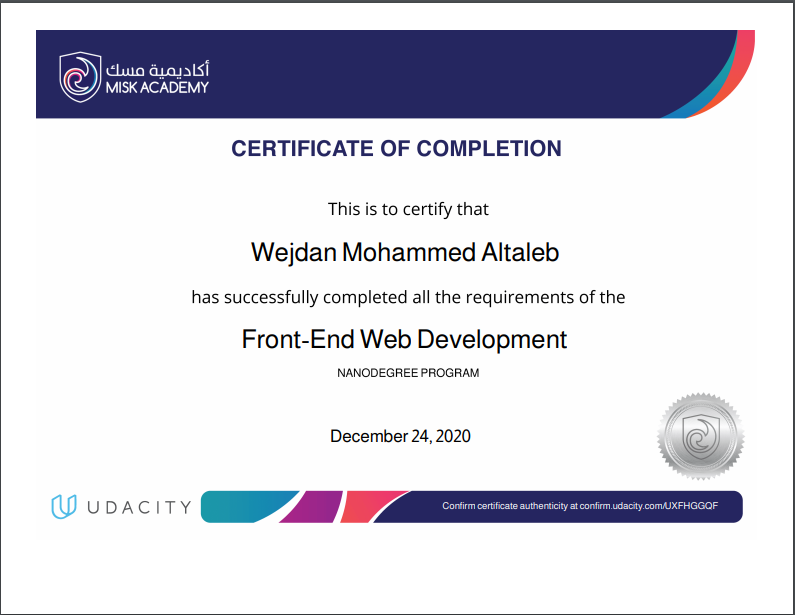 أكاديمية مسك
MISK ACADEMY
CERTIFICATE OF COMPLETION
This is to certify that
Wejdan Mohammed Altaleb
has successfully completed all the requirements of the
Front-End Web Development
NANODEGREE PROGRAM
December 24, 2020
UDACITY
Confirm certificate authenticity at confirm.udacity.com/UXFHGGQF